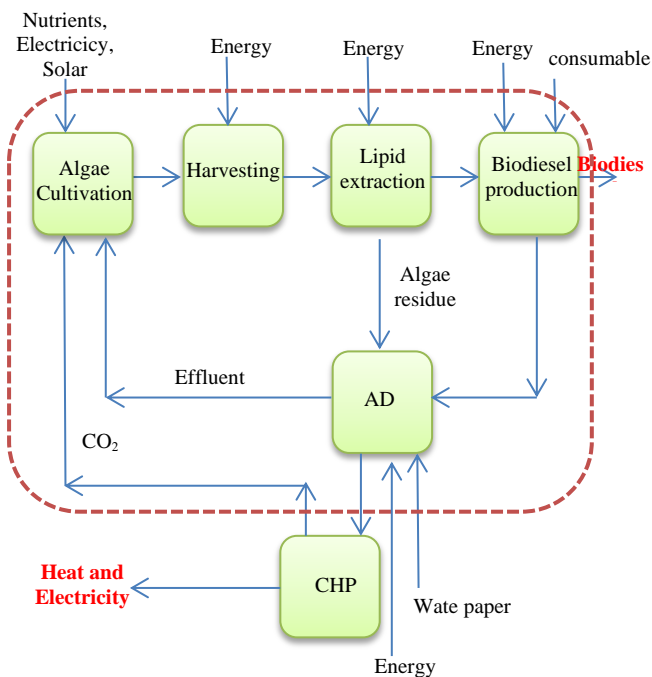 Nutrients,
Electricicy,
Solar
Energy
Energy
Energy
consumable
Algae
Cultivation
Harvesting
Lipid
extraction
Biodiesel
production
Biodies
Algae
residue
Effluent
AD
CO₂
Heat and
Electricity
CHP
Wate paper
Energy